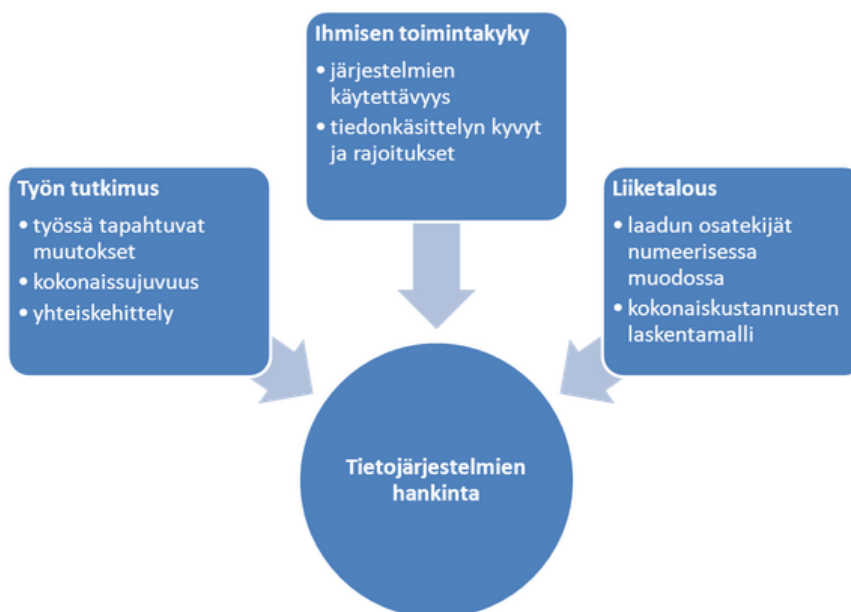 Ihmisen toimintakyky
• järjestelmien
käytettävyys
• tiedonkäsittelyn kyvyt
ja rajoitukset
Työn tutkimus
• työssä tapahtuvat
muutokset
• kokonaissujuvuus
• yhteiskehittely
Liiketalous
• laadun osatekijät
numeerisessa
muodossa
• kokonaiskustannusten
laskentamalli
Tietojärjestelmien
hankinta